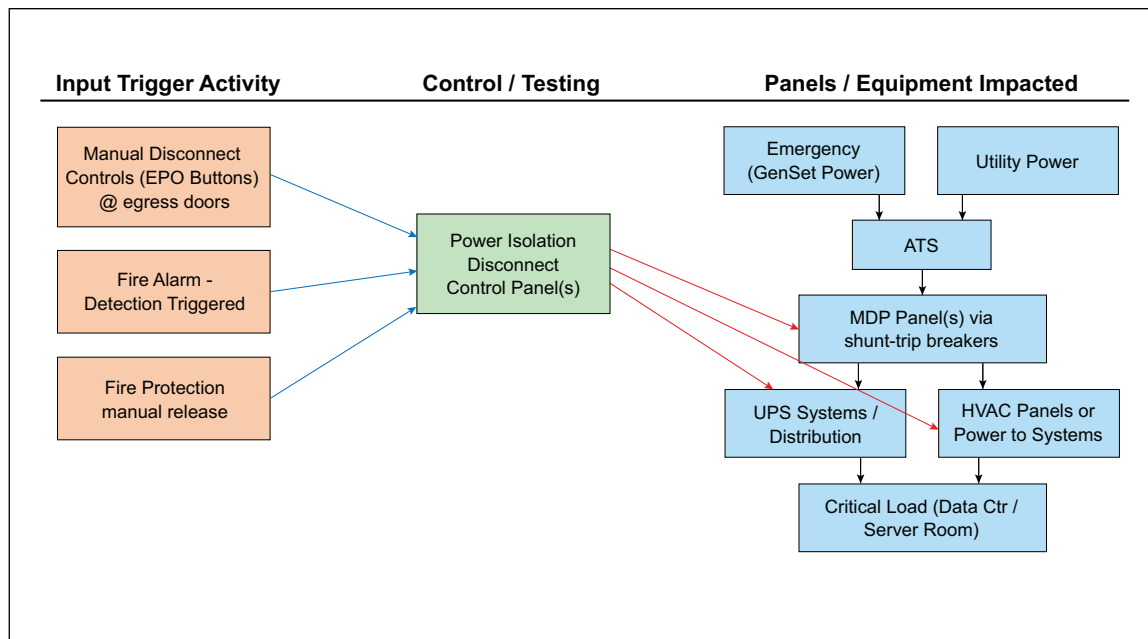 Input Trigger Activity
Control / Testing
Panels / Equipment Impacted
Manual Disconnect
Controls (EPO Buttons)
@ egress doors
Fire Alarm -
Detection Triggered
Fire Protection
manual release
Power Isolation
Disconnect
Control Panel(s)
Emergency
(GenSet Power)
Utility Power
ATS
MDP Panel(s) via
shunt-trip breakers
UPS Systems /
Distribution
HVAC Panels or
Power to Systems
Critical Load (Data Ctr /
Server Room)